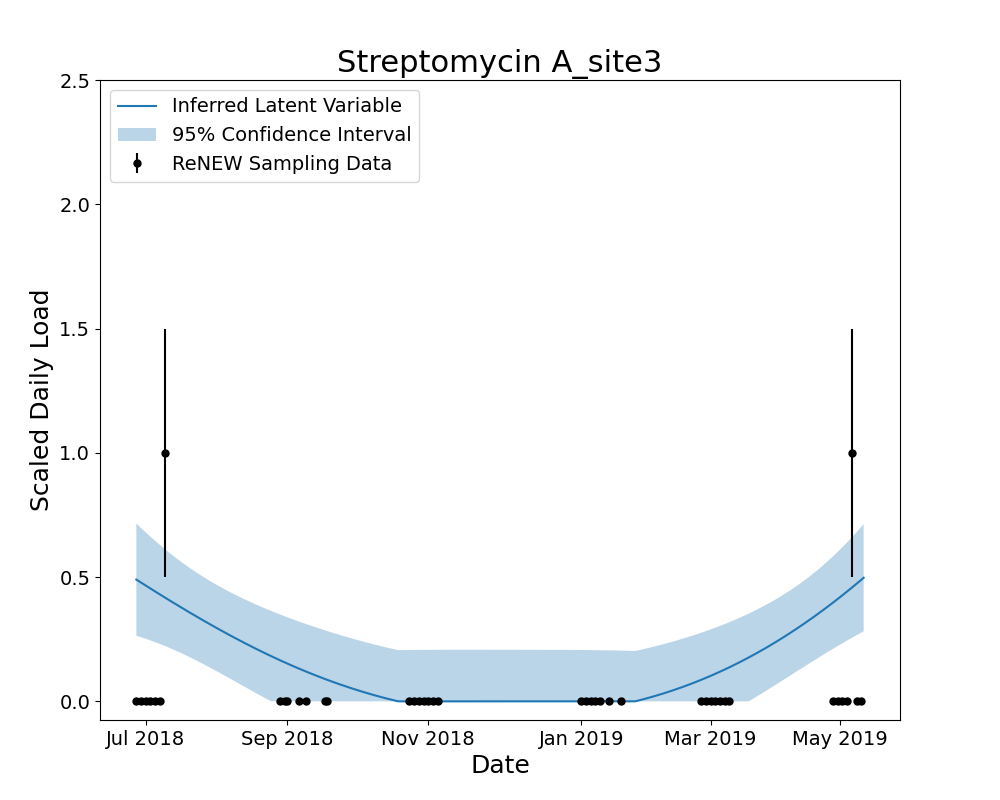 Streptomycin A_site3
2.5
2.0
1.5
1.0
0.5
0.0
Scaled Daily Load
Inferred Latent Variable
95% Confidence Interval
ReNEW Sampling Data
Jul 2018 Sep 2018 Nov 2018 Jan 2019 Mar 2019 May 2019
Date